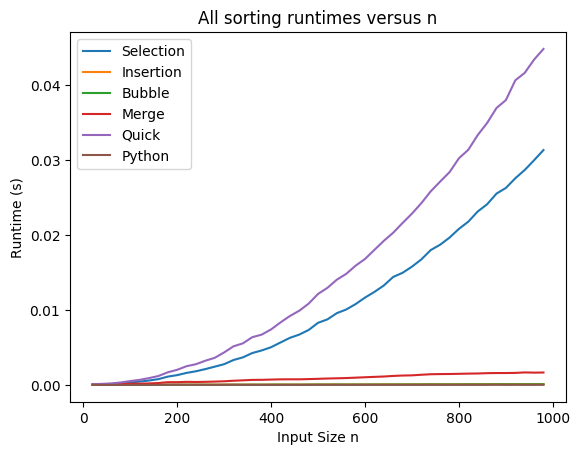 All sorting runtimes versus n
Selection
Insertion
Bubble
Merge
Quick
Python
Runtime (s)
0.04
0.03
0.02
0.01
0.00
0
200
400
600
800
1000
Input Size n